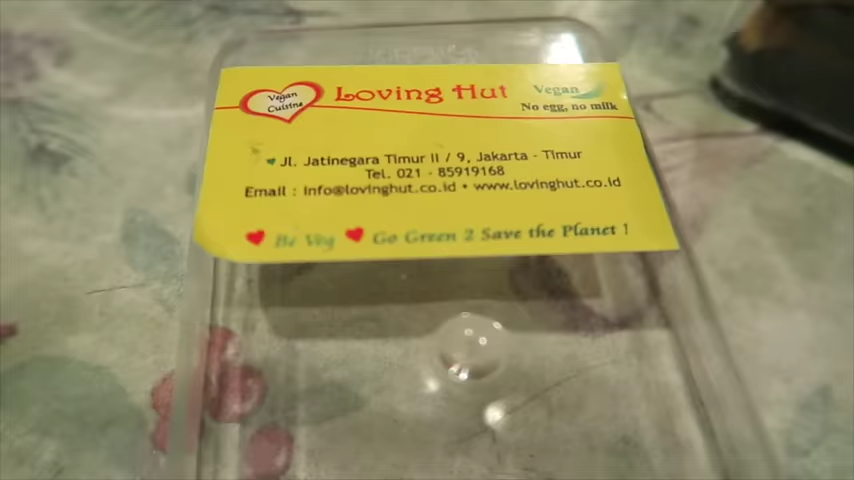 Vegan
Cuisine
Loving Hut
Vegan
No egg, no milk
Jl. Jatinegara Timur II / 9, Jakarta - Timur
Tel. 021 - 85919168
Email : info@lovinghut.co.id • www.lovinghut.co.id
Be Veg Go Green 2 Save the Planet !